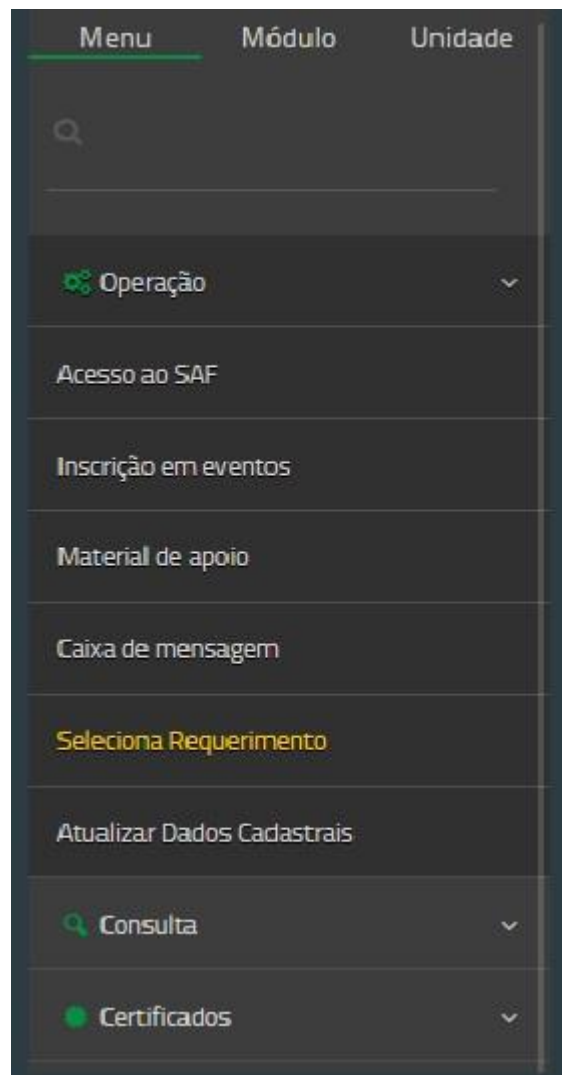 Menu Módulo Unidade
Operação
Acesso ao SAF
Inscrição em eventos
Material de apoio
Caixa de mensagem
Seleciona Requerimento
Atualizar Dados Cadastrais
Consulta
Certificados